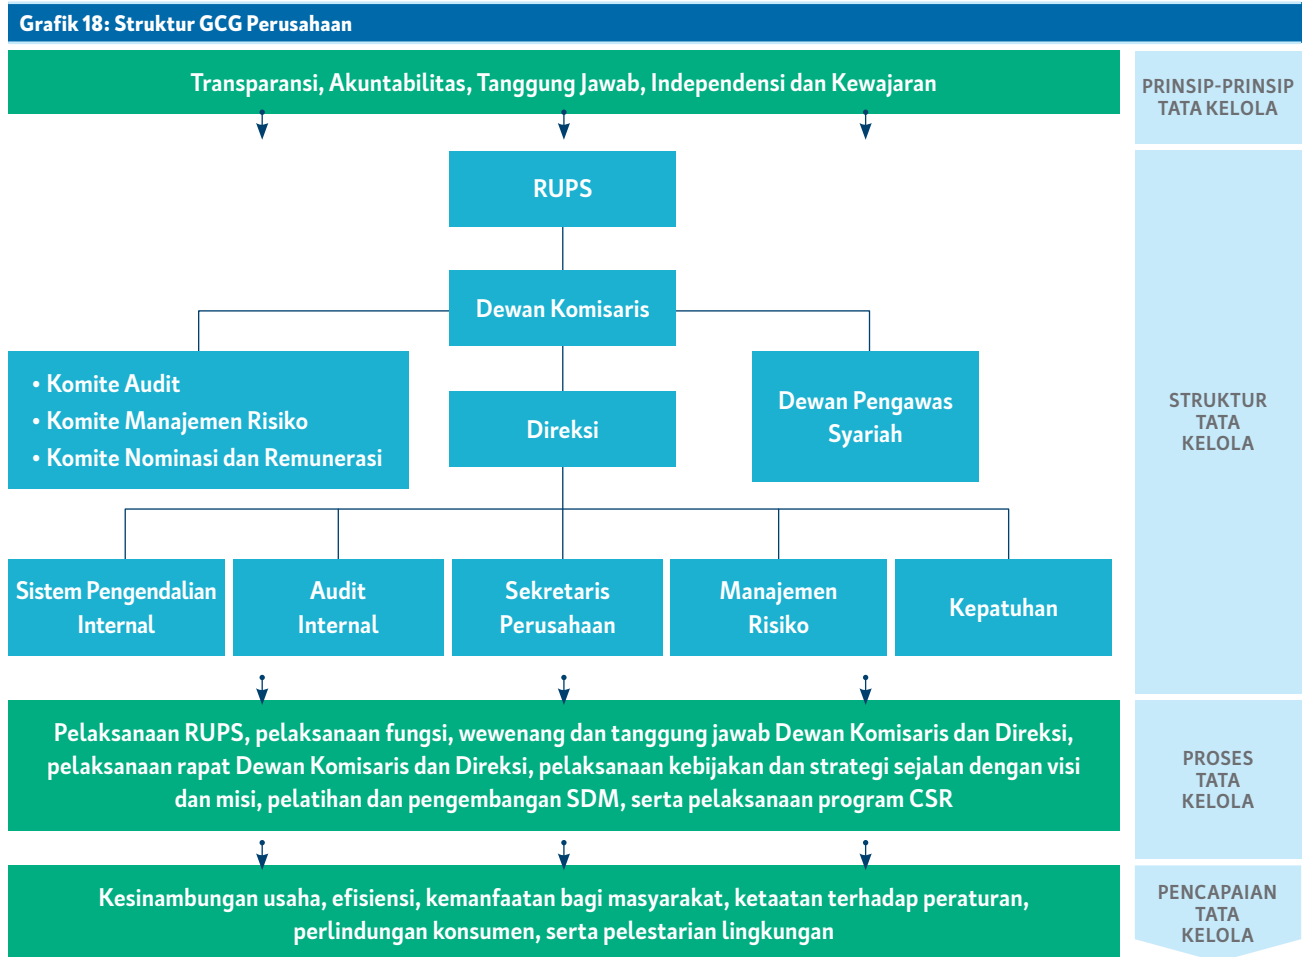 Grafik 18: Struktur GCG Perusahaan
Transparansi, Akuntabilitas, Tanggung Jawab, Independensi dan Kewajaran
PRINSIP-PRINSIP
TATA KELOLA
RUPS
Dewan Komisaris
• Komite Audit
• Komite Manajemen Risiko
• Komite Nominasi dan Remunerasi
Direksi
Dewan Pengawas
Syariah
STRUKTUR
TATA
KELOLA
Sistem Pengendalian
Internal
Audit
Internal
Sekretaris
Perusahaan
Manajemen
Risiko
Kepatuhan
Pelaksanaan RUPS, pelaksanaan fungsi, wewenang dan tanggung jawab Dewan Komisaris dan Direksi,
pelaksanaan rapat Dewan Komisaris dan Direksi, pelaksanaan kebijakan dan strategi sejalan dengan visi
dan misi, pelatihan dan pengembangan SDM, serta pelaksanaan program CSR
PROSES
TATA
KELOLA
Kesinambungan usaha, efisiensi, kemanfaatan bagi masyarakat, ketaatan terhadap peraturan,
perlindungan konsumen, serta pelestarian lingkungan
PENCAPAIAN
TATA
KELOLA